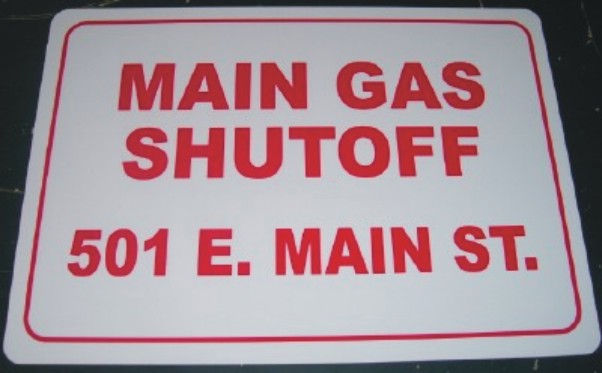 MAIN GAS
SHUTOFF
501 E. MAIN ST.